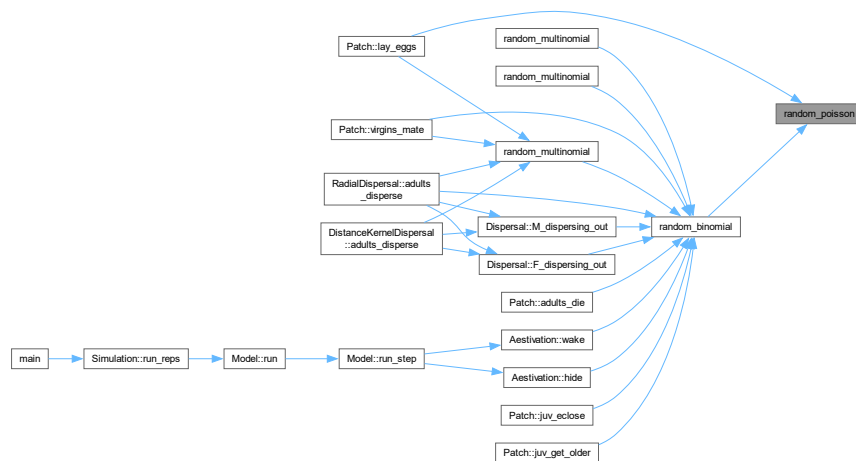 Patch::lay_eggs
random_multinomial
random_multinomial
random_poisson
Patch::virgins_mate
random_multinomial
RadialDispersal::adults
_disperse
DistanceKernelDispersal
::adults_disperse
Dispersal::M_dispersing_out
random_binomial
Dispersal::F_dispersing_out
Patch::adults_die
Aestivation::wake
main
Simulation::run_reps
Model::run
Model::run_step
Aestivation::hide
Patch::juv_eclose
Patch::juv_get_older